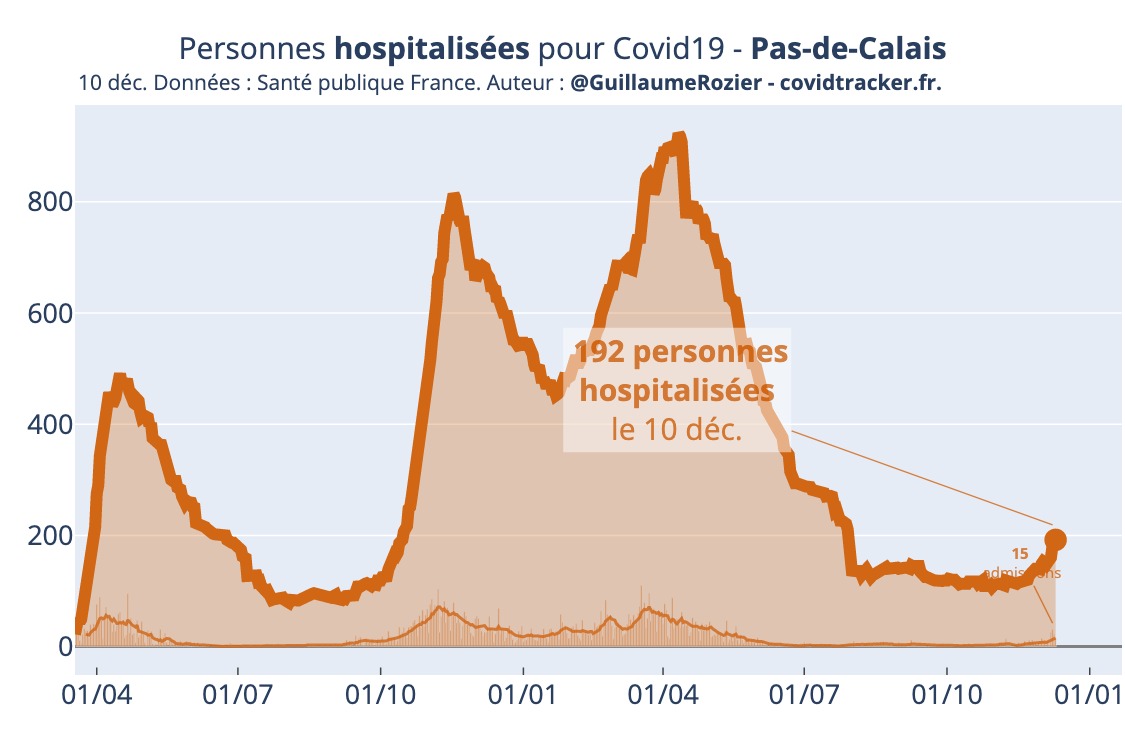 Personnes hospitalisées pour Covid19 - Pas-de-Calais
10 déc. Données : Santé publique France. Auteur : @GuillaumeRozier - covidtracker.fr.
800
600
400
200
0
192 personnes
hospitalisées
le 10 déc.
15
admissions
01/04
01/07
01/10
01/01
01/04
01/07
01/10
01/01